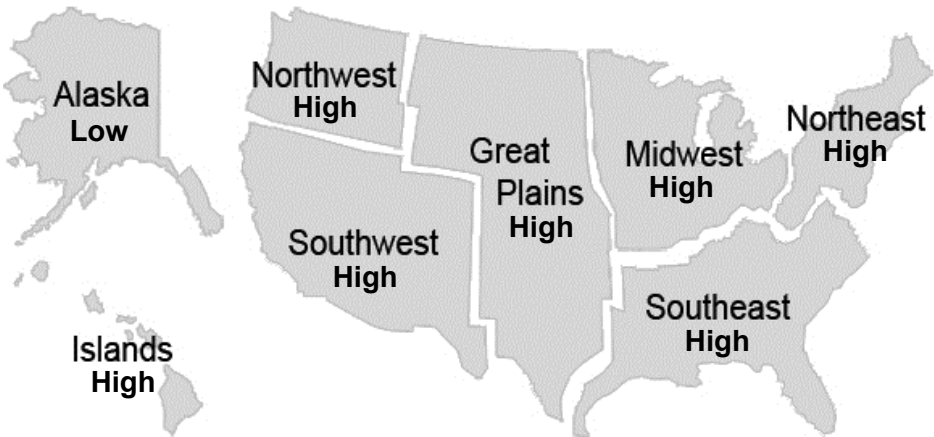 Alaska
Low
Northwest
High
Great
Plains
High
Midwest
High
Northeast
High
Southwest
High
Southeast
High
Islands
High